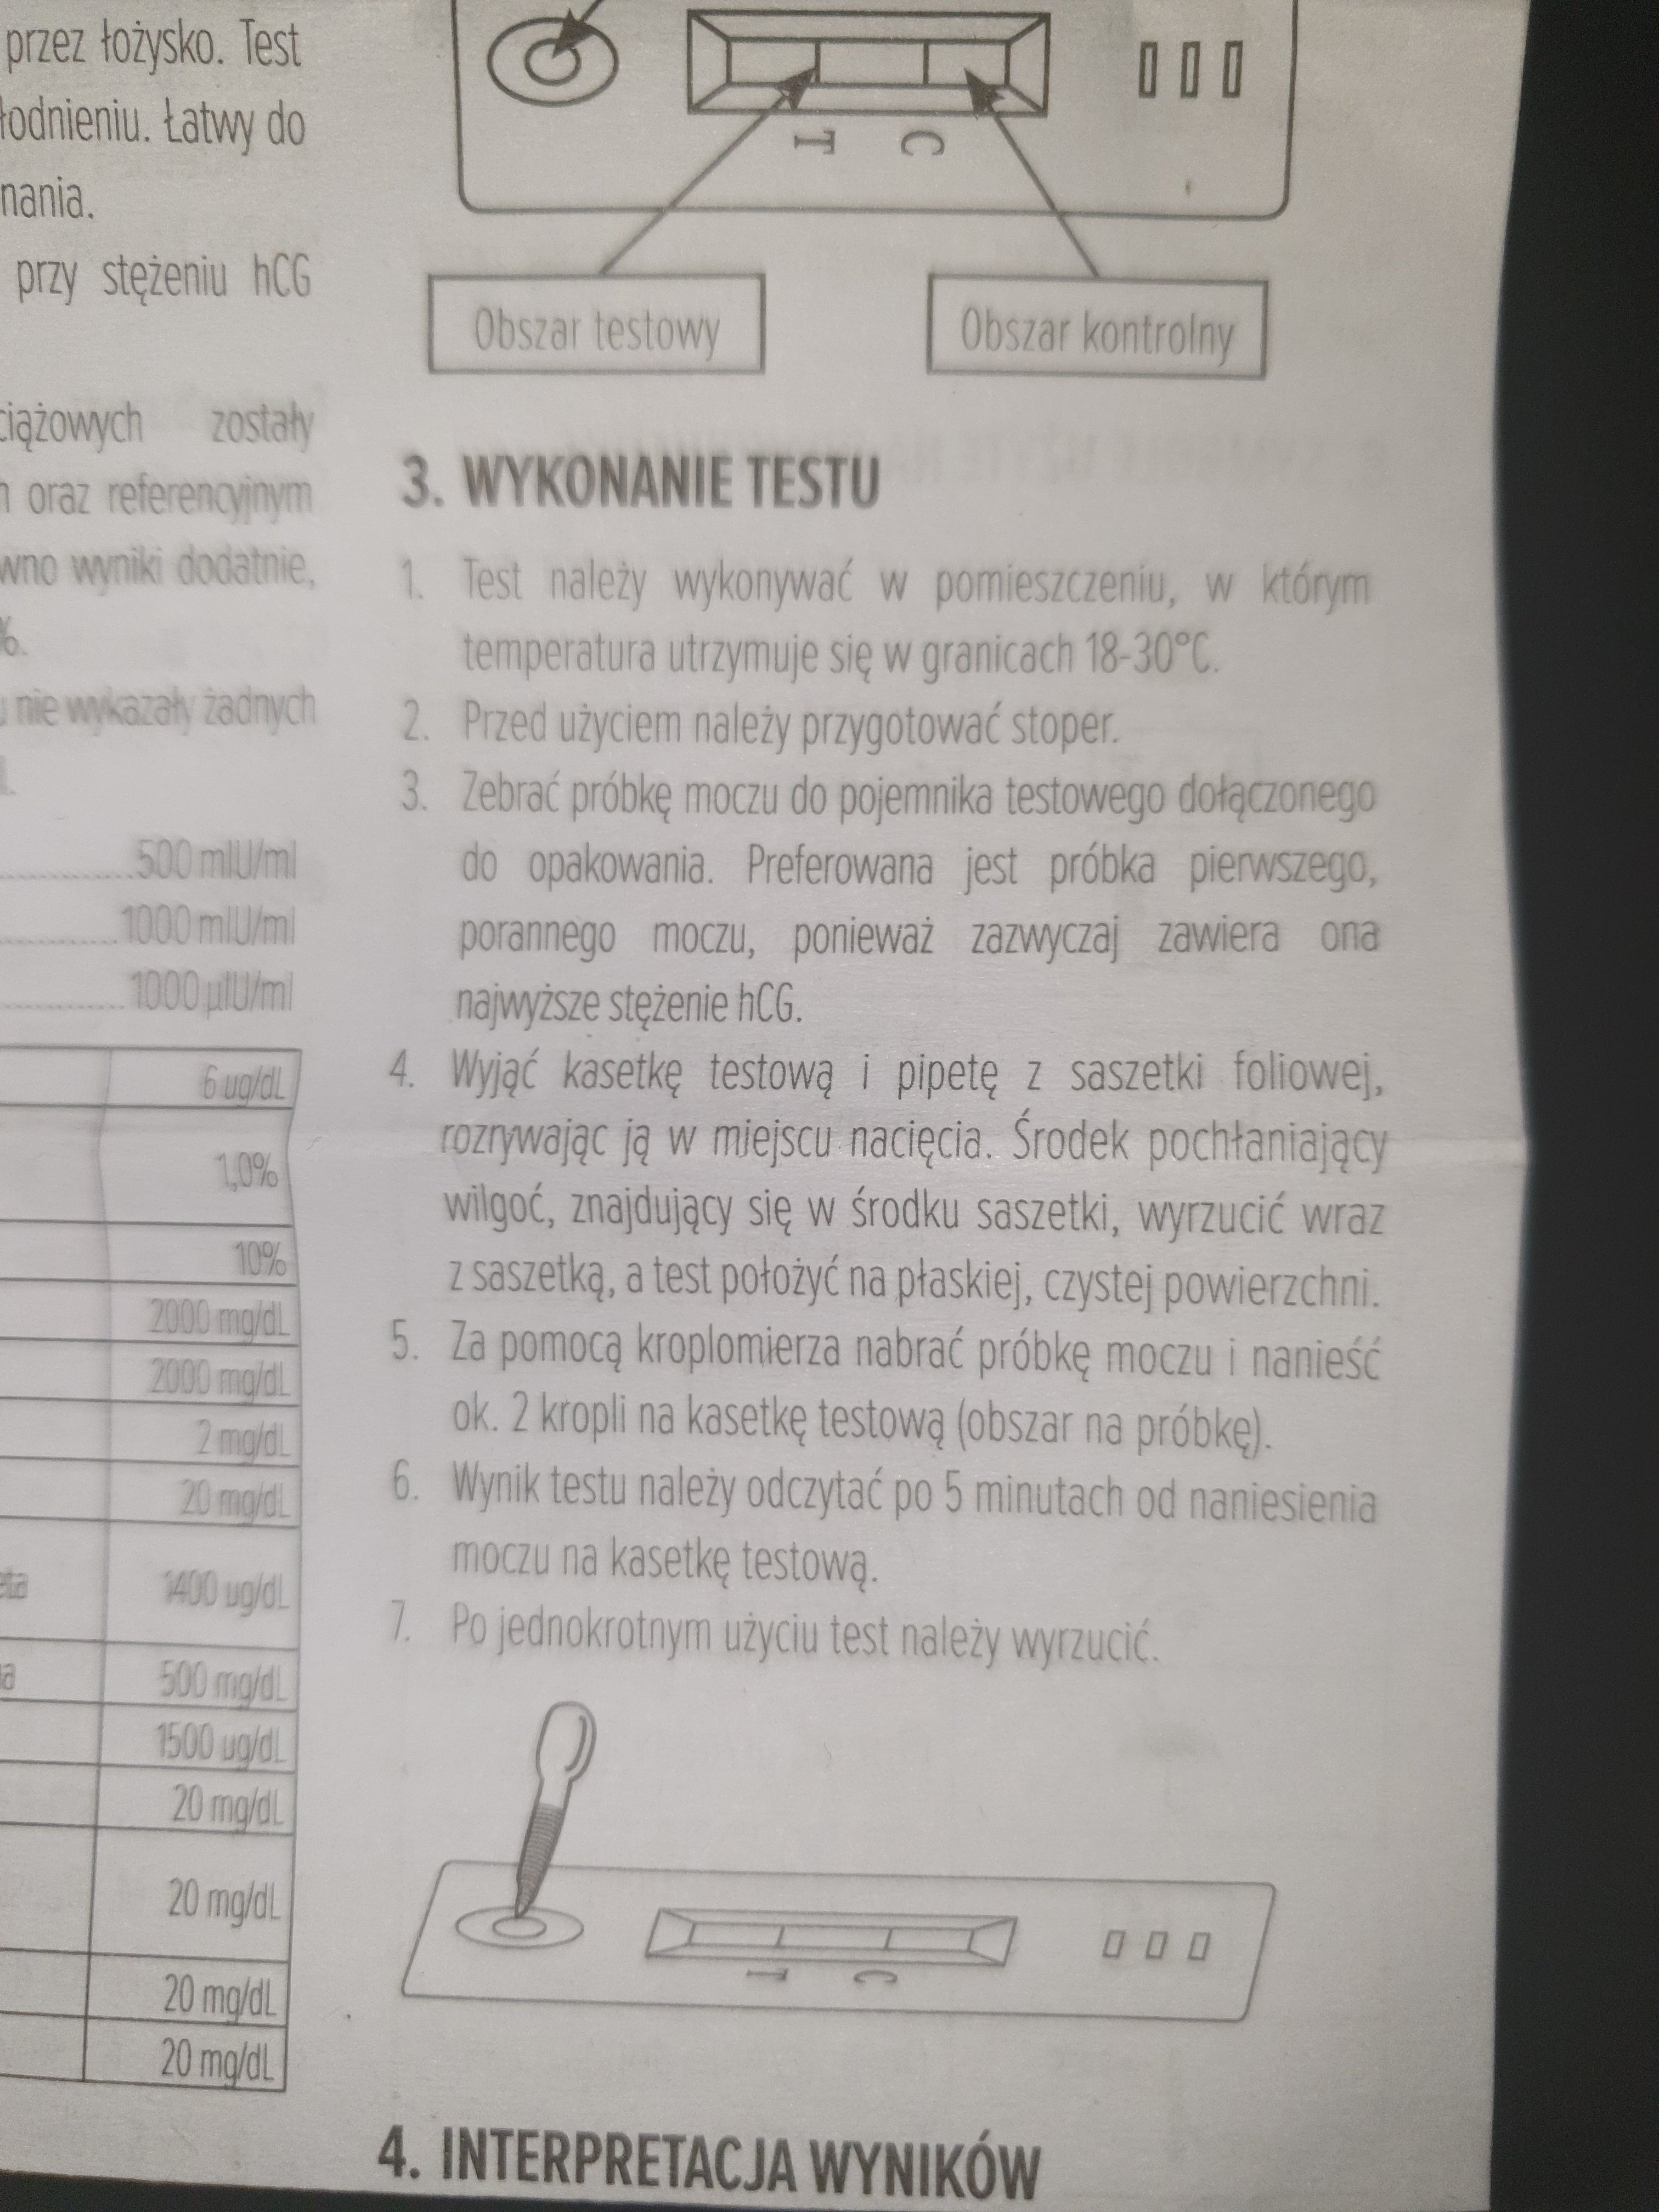 przez łożysko. Test
łodnieniu. Łatwy do
nania.
przy stężeniu hCG
ciążowych zostały
oraz referencyjnym
wno wyniki dodatnie,
%.
nie wykazały żadnych
500 mIU/ml
1000 mIU/ml
1000 µIU/ml
6 ug/dL
1,0%
10%
2000 mg/dL
2000 mg/dL
2 mg/dL
20 mg/dL
1400 ug/dL
500 mg/dL
1500 ug/dL
20 mg/dL
20 mg/dL
20 mg/dL
20 mg/dL
T C
Obszar testowy Obszar kontrolny
3. WYKONANIE TESTU
1. Test należy wykonywać w pomieszczeniu, w którym
temperatura utrzymuje się w granicach 18-30°C.
2. Przed użyciem należy przygotować stoper.
3. Zebrać próbkę moczu do pojemnika testowego dołączonego
do opakowania. Preferowana jest próbka pierwszego,
porannego moczu, ponieważ zazwyczaj zawiera ona
najwyższe stężenie hCG.
4. Wyjąć kasetkę testową i pipetę z saszetki foliowej,
rozrywając ją w miejscu nacięcia. Środek pochłaniający
wilgoć, znajdujący się w środku saszetki, wyrzucić wraz
z saszetką, a test położyć na płaskiej, czystej powierzchni.
5. Za pomocą kroplomierza nabrać próbkę moczu i nanieść
ok. 2 kropli na kasetkę testową (obszar na próbkę).
6. Wynik testu należy odczytać po 5 minutach od naniesienia
moczu na kasetkę testową.
7. Po jednokrotnym użyciu test należy wyrzucić.
T C
4. INTERPRETACJA WYNIKÓW